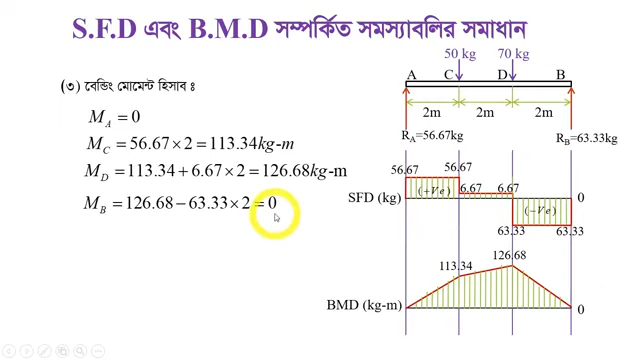 S.F.D এবং B.M.D সম্পর্কিত সমস্যাবলির সমাধান
(৩) বেন্ডিং মোমেন্ট হিসাব ঃ
M_A = 0
M_C = 56.67 × 2 = 113.34 kg-m
M_D = 113.34 + 6.67 × 2 = 126.68 kg-m
M_B = 126.68 − 63.33 × 2 = 0
50 kg 70 kg
A C D B
2m 2m 2m
R_A=56.67kg R_B=63.33kg
56.67 56.67
6.67 6.67
SFD (kg) (+Ve) 0
(−Ve)
63.33 63.33
113.34 126.68
BMD (kg-m) 0